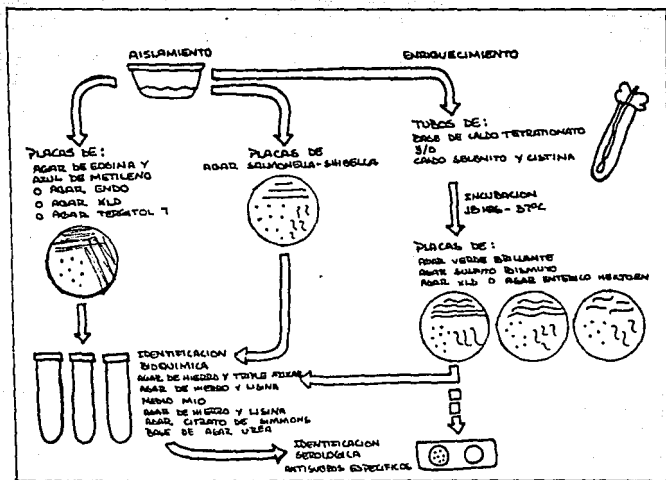 AISLAMIENTO
ENRIQUECIMIENTO
PLACAS DE:
AGAR DE EOSINA Y
AZUL DE METILENO
O AGAR ENDO
O AGAR XLD
O AGAR TERGITOL 7
PLACAS DE
AGAR SALMONELLA-SHIGELLA
TUBOS DE:
BASE DE CALDO TETRATIONATO
Y/O
CALDO SELENITO Y CISTINA
INCUBACION
18 HRS - 37°C
PLACAS DE:
AGAR VERDE BRILLANTE
AGAR SULFITO BISMUTO
AGAR XLD O AGAR ENTERICO HEKTOEN
IDENTIFICACION
BIOQUIMICA
AGAR DE HIERRO Y TRIPLE AZUCAR
AGAR DE HIERRO Y LISINA
MEDIO MIO
AGAR DE HIERRO Y LISINA
AGAR CITRATO DE SIMMONS
BASE DE AGAR UREA
IDENTIFICACION
SEROLOGICA
ANTISUEROS ESPECIFICOS